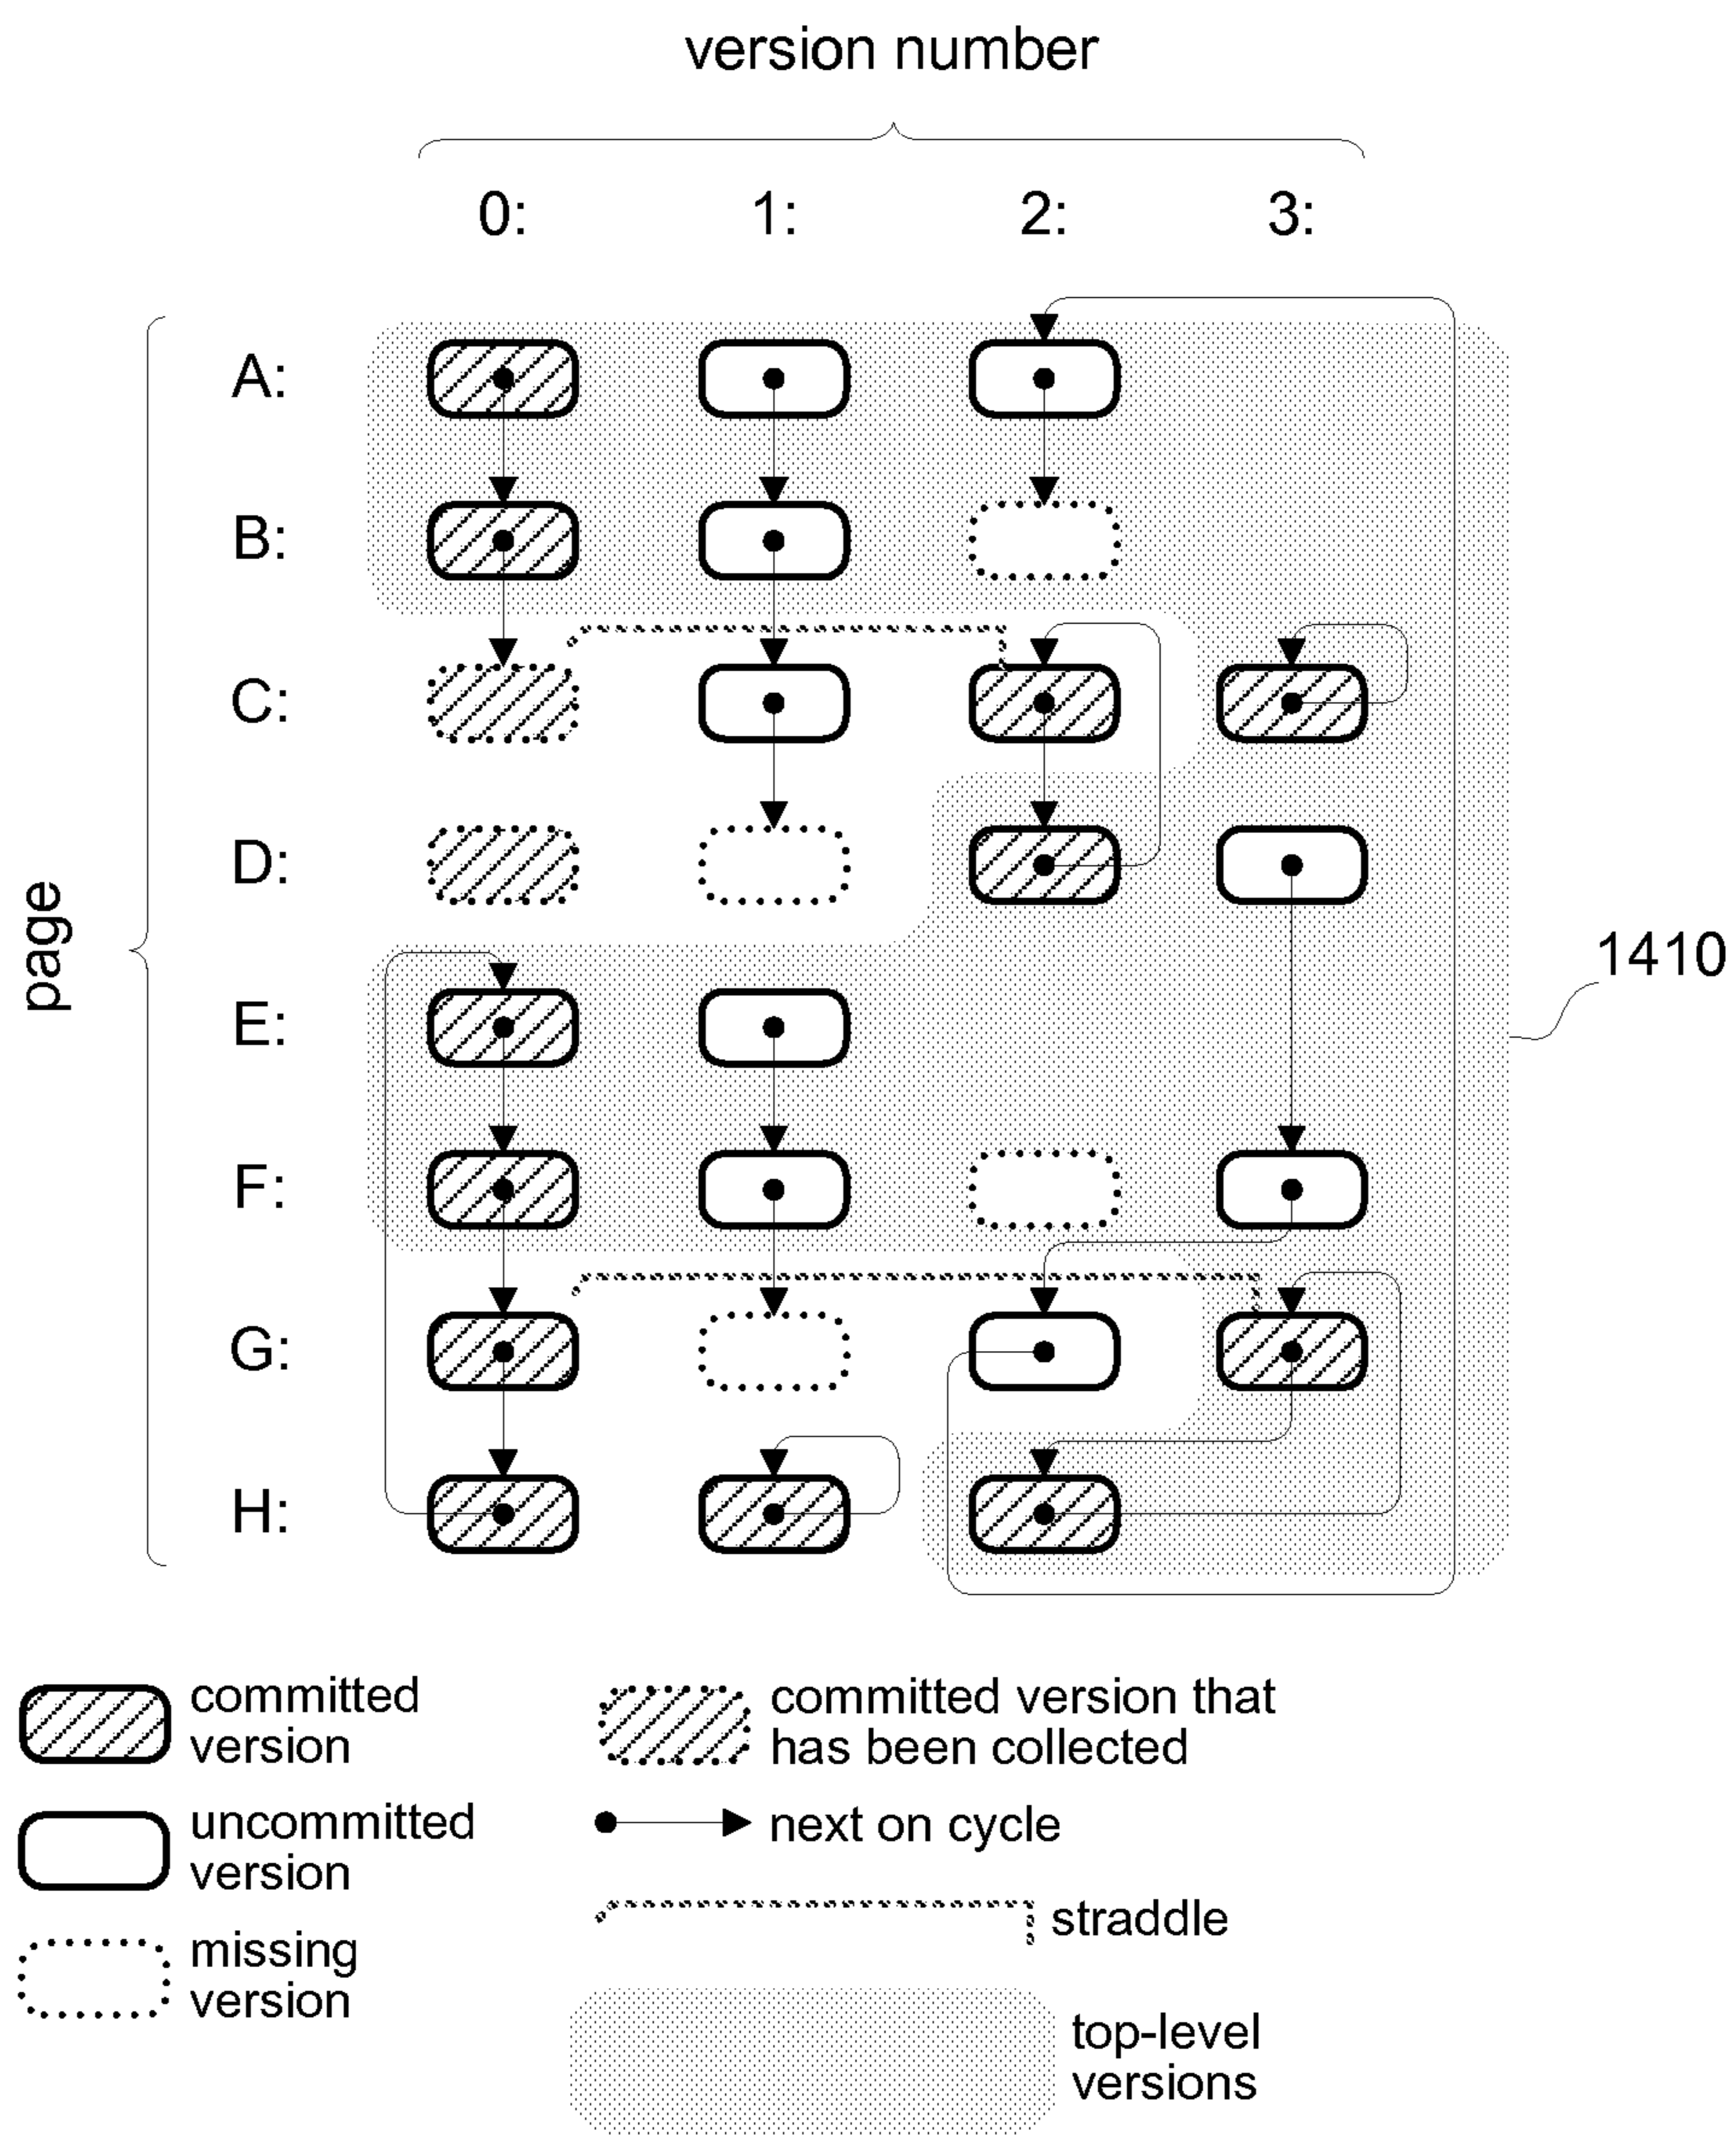 version number
0: 1: 2: 3:
A:
B:
C:
D:
page
1410
E:
F:
G:
H:
committed
version
uncommitted
version
missing
version
committed version that
has been collected
next on cycle
straddle
top-level
versions